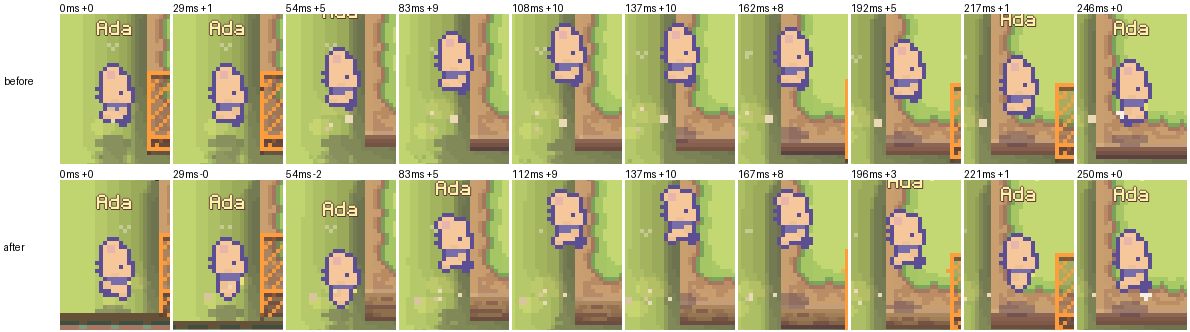 0ms +0 29ms +1 54ms +5 83ms +9 108ms +10 137ms +10 162ms +8 192ms +5 217ms +1 246ms +0
Ada Ada Ada Ada Ada
before
0ms +0 29ms -0 54ms -2 83ms +5 112ms +9 137ms +10 167ms +8 196ms +3 221ms +1 250ms +0
Ada Ada Ada Ada Ada Ada Ada
after